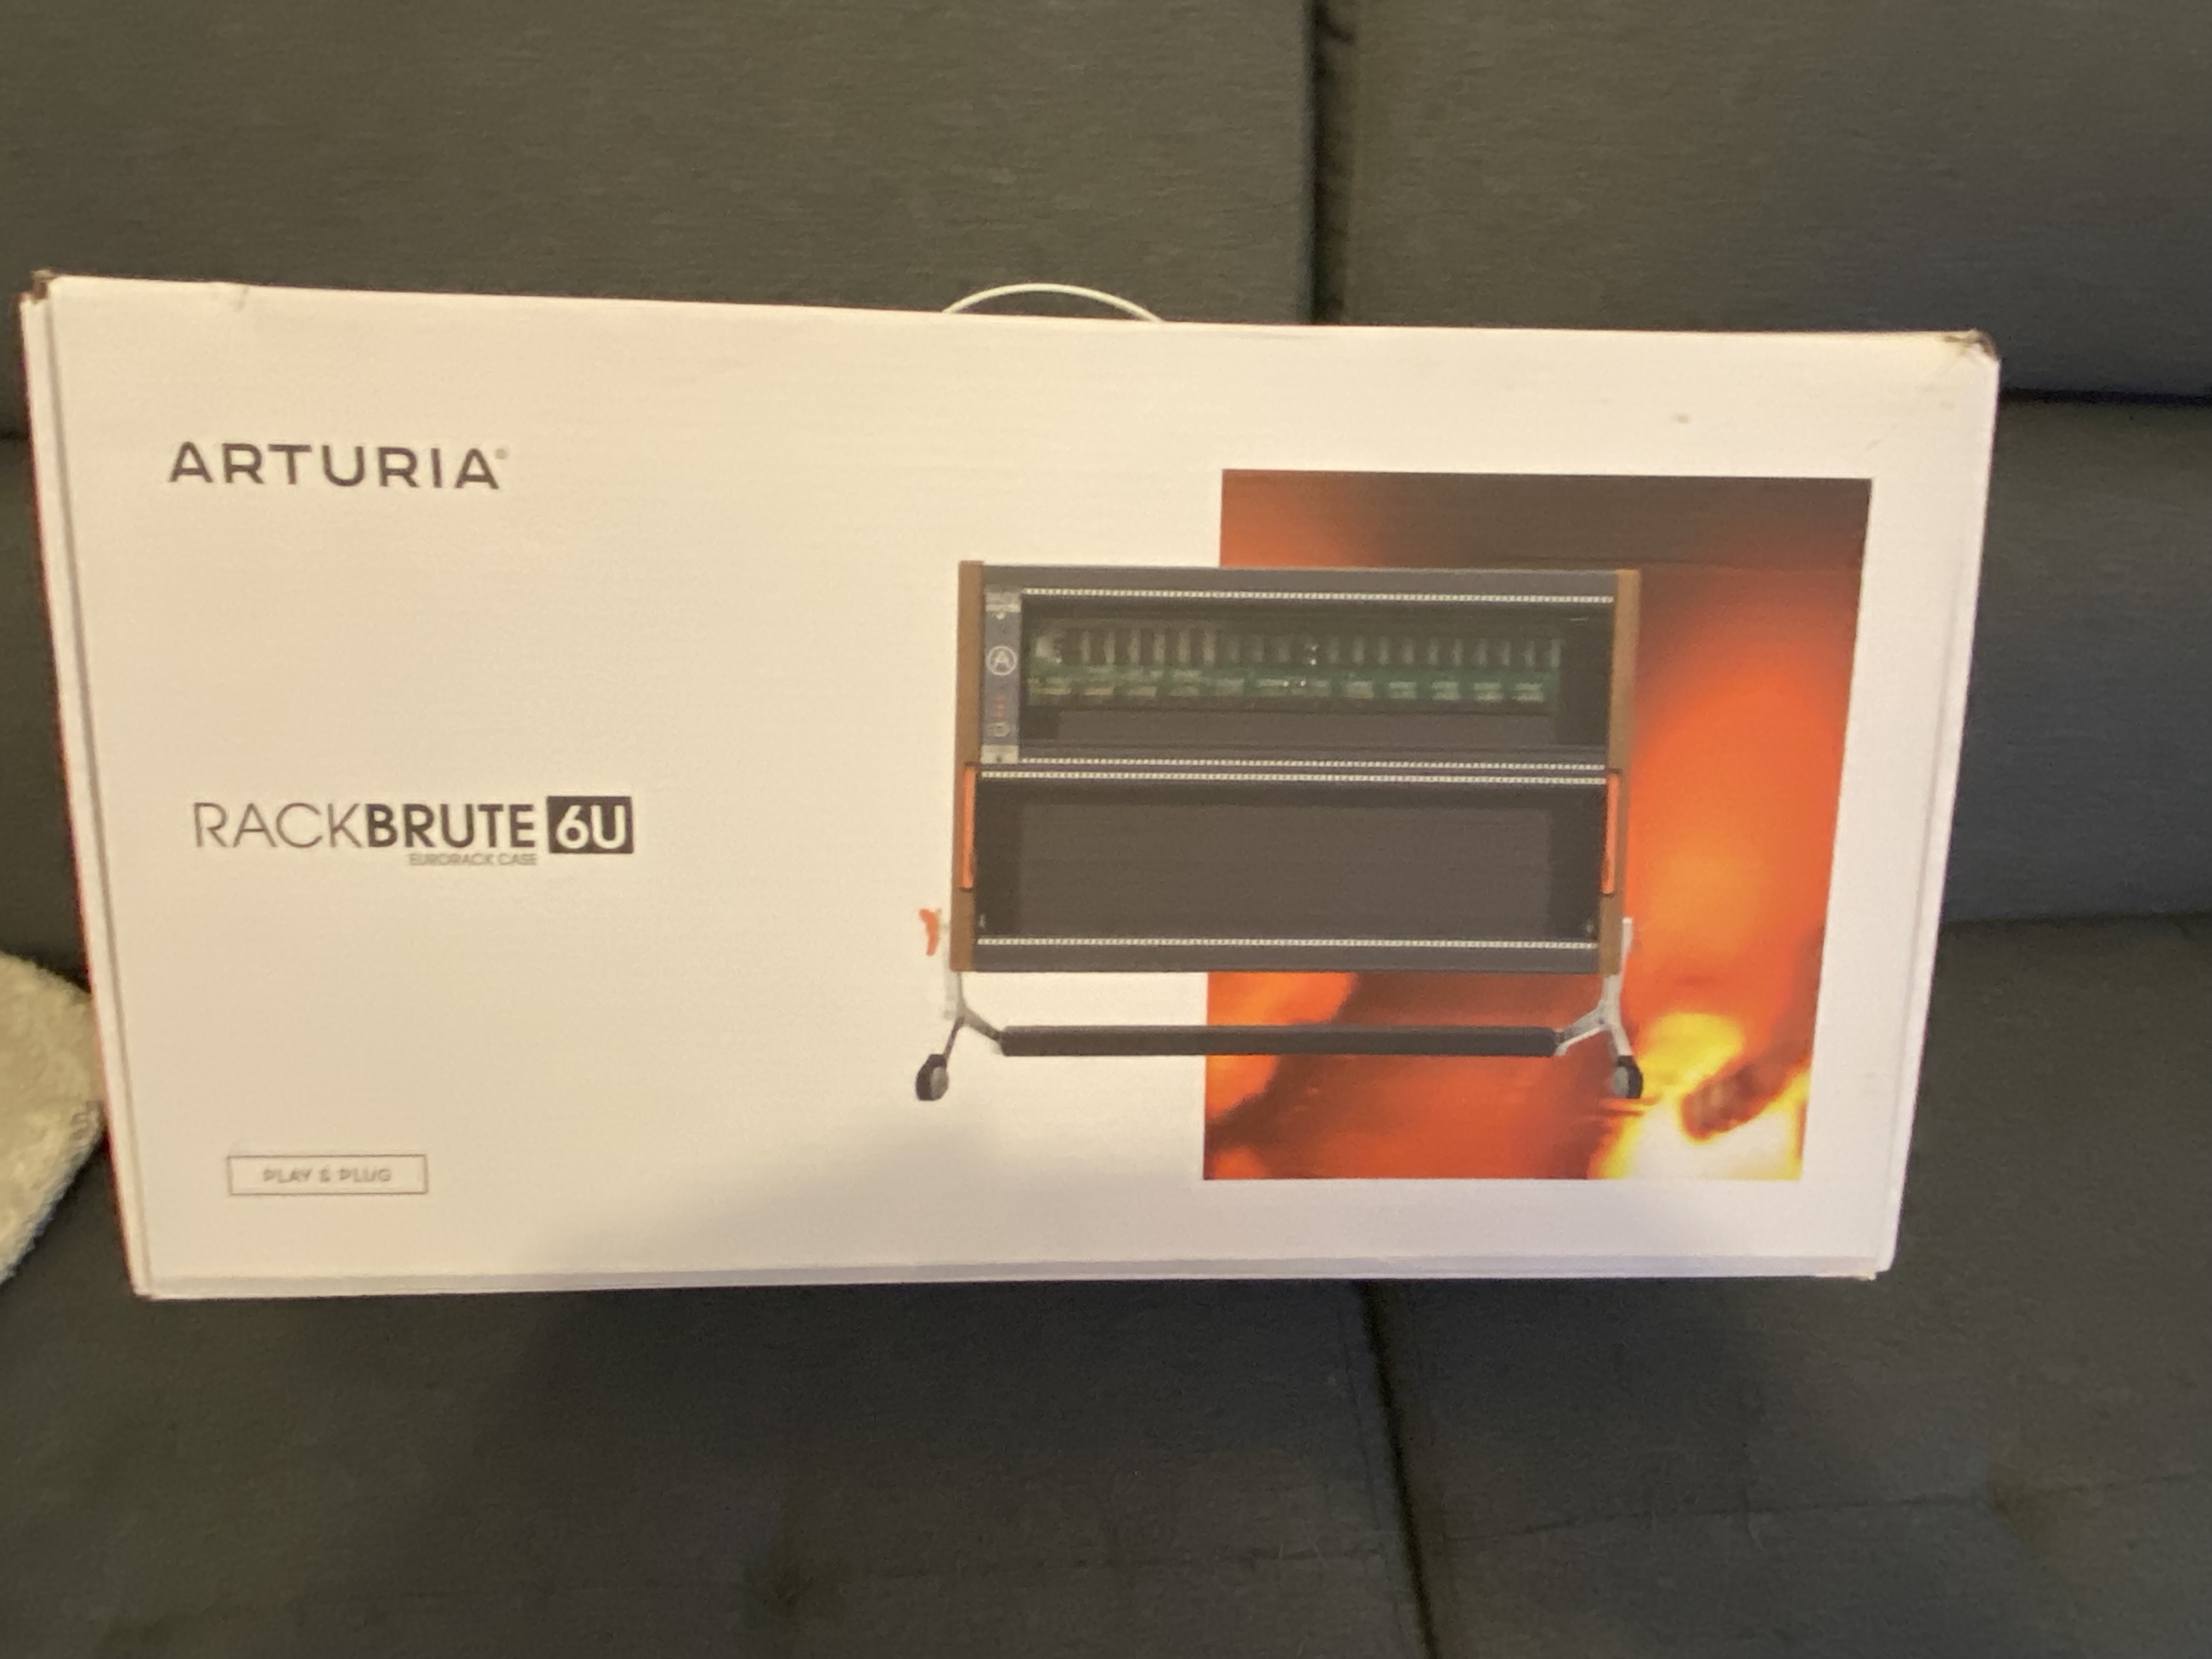 ARTURIA®
RACKBRUTE 6U
EURORACK CASE
PLAY & PLUG